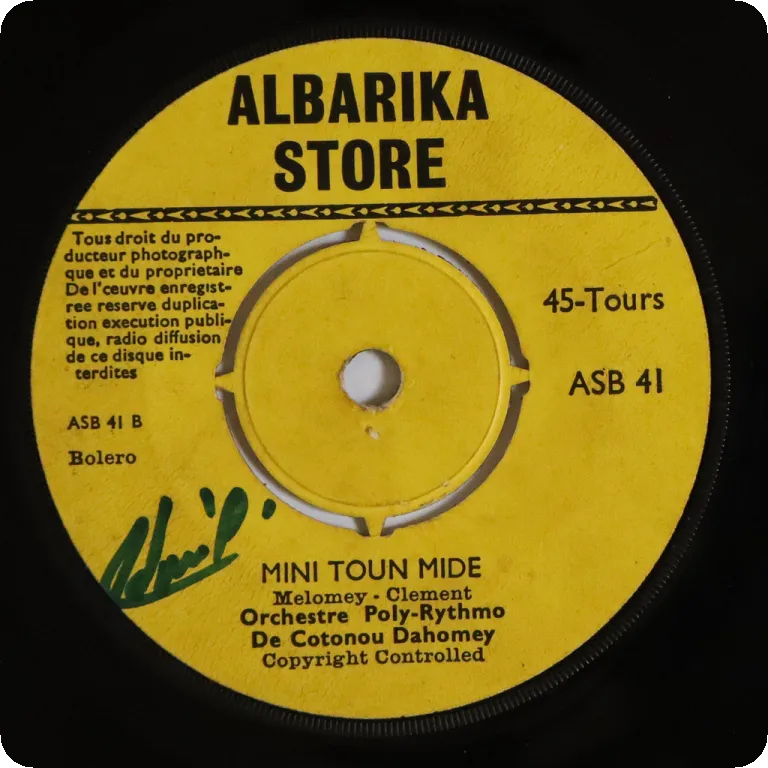 ALBARIKA
STORE
Tous droit du pro-
ducteur photograph-
que et du proprietaire
De l'œuvre enregist-
ree reserve duplica-
tion execution publi-
que, radio diffusion
de ce disque in-
terdites
45-Tours
ASB 41
ASB 41 B
Bolero
MINI TOUN MIDE
Melomey - Clement
Orchestre Poly-Rythmo
De Cotonou Dahomey
Copyright Controlled